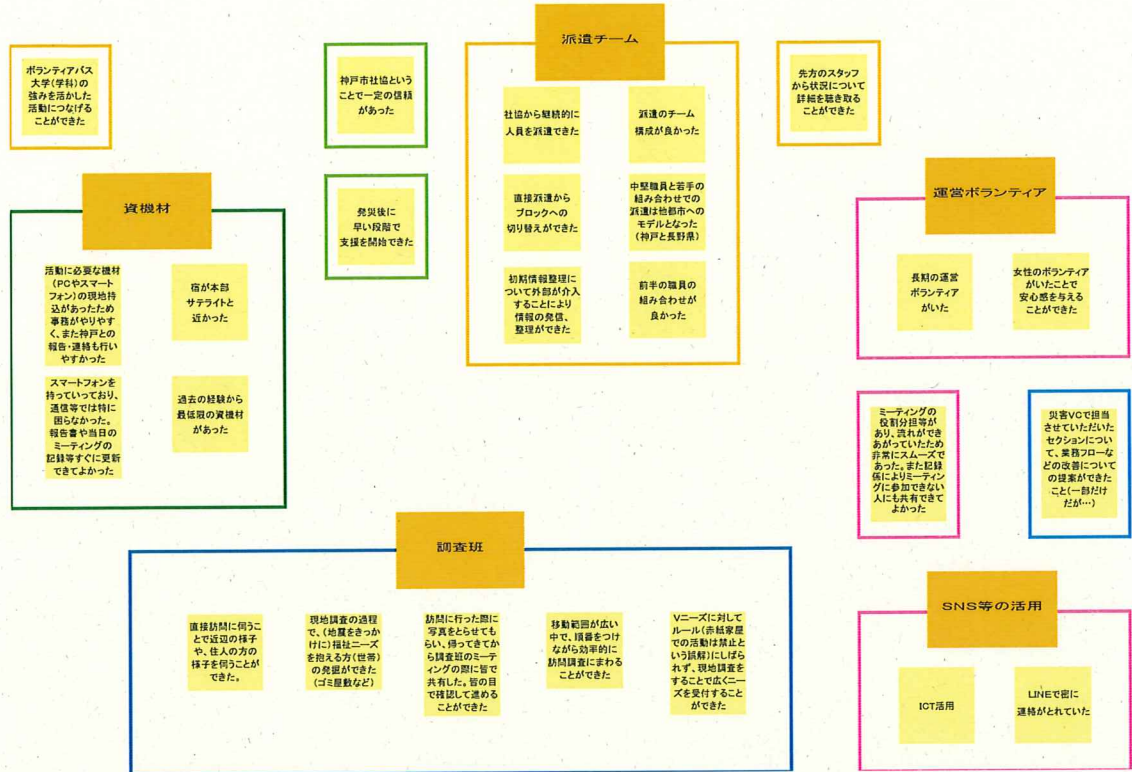 派遣チーム
ボランティアバス
大学(学科)の
強みを活かした
活動につなげる
ことができた
神戸市社協という
ことで一定の信頼
があった
社協から継続的に
人員を派遣できた
派遣のチーム
構成が良かった
先方のスタッフ
から状況について
詳細を聴き取る
ことができた
直接派遣から
ブロックへの
切り替えができた
中堅職員と若手の
組み合わせでの
派遣は他都市への
モデルとなった
(神戸と長野県)
初期情報整理に
ついて外部が介入
することにより
情報の発信、
整理ができた
前半の職員の
組み合わせが
良かった
発災後に
早い段階で
支援を開始できた
資機材
活動に必要な機材
(PCやスマート
フォン)の現地持
込があったため
事務がやりやす
く、また神戸との
報告・連絡も行い
やすかった
宿が本部
サテライトと
近かった
スマートフォンを
持っていっており、
通信等では特に
困らなかった。
報告書や当日の
ミーティングの
記録等すぐに更新
できてよかった
過去の経験から
最低限の資機材
があった
運営ボランティア
長期の運営
ボランティア
がいた
女性のボランティア
がいたことで
安心感を与える
ことができた
ミーティングの
役割分担等が
あり、流れができ
あがっていたため
非常にスムーズで
あった。また記録
係によりミーティン
グに参加できない
人にも共有できて
よかった
災害VCで担当
させていただいた
セクションについ
て、業務フローな
どの改善について
の提案ができた
こと(一部だけ
だが…)
調査班
直接訪問に伺うこ
とで近辺の様子
や、住人の方の
様子を伺うことが
できた。
現地調査の過程
で、(地震をきっか
けに)福祉ニーズ
を抱える方(世帯)
の発掘ができた
(ゴミ屋敷など)
訪問に行った際に
写真をとらせても
らい、帰ってきてか
ら調査班のミーティ
ングの際に皆で
共有した。皆の目
で確認して進める
ことができた
移動範囲が広い
中で、順番をつけ
ながら効率的に
訪問調査にまわる
ことができた
Vニーズに対して
ルール(赤紙家屋
での活動は禁止と
いう誤解)にしばら
れず、現地調査を
することで広くニー
ズを受付すること
ができた
SNS等の活用
ICT活用
LINEで密に
連絡がとれていた